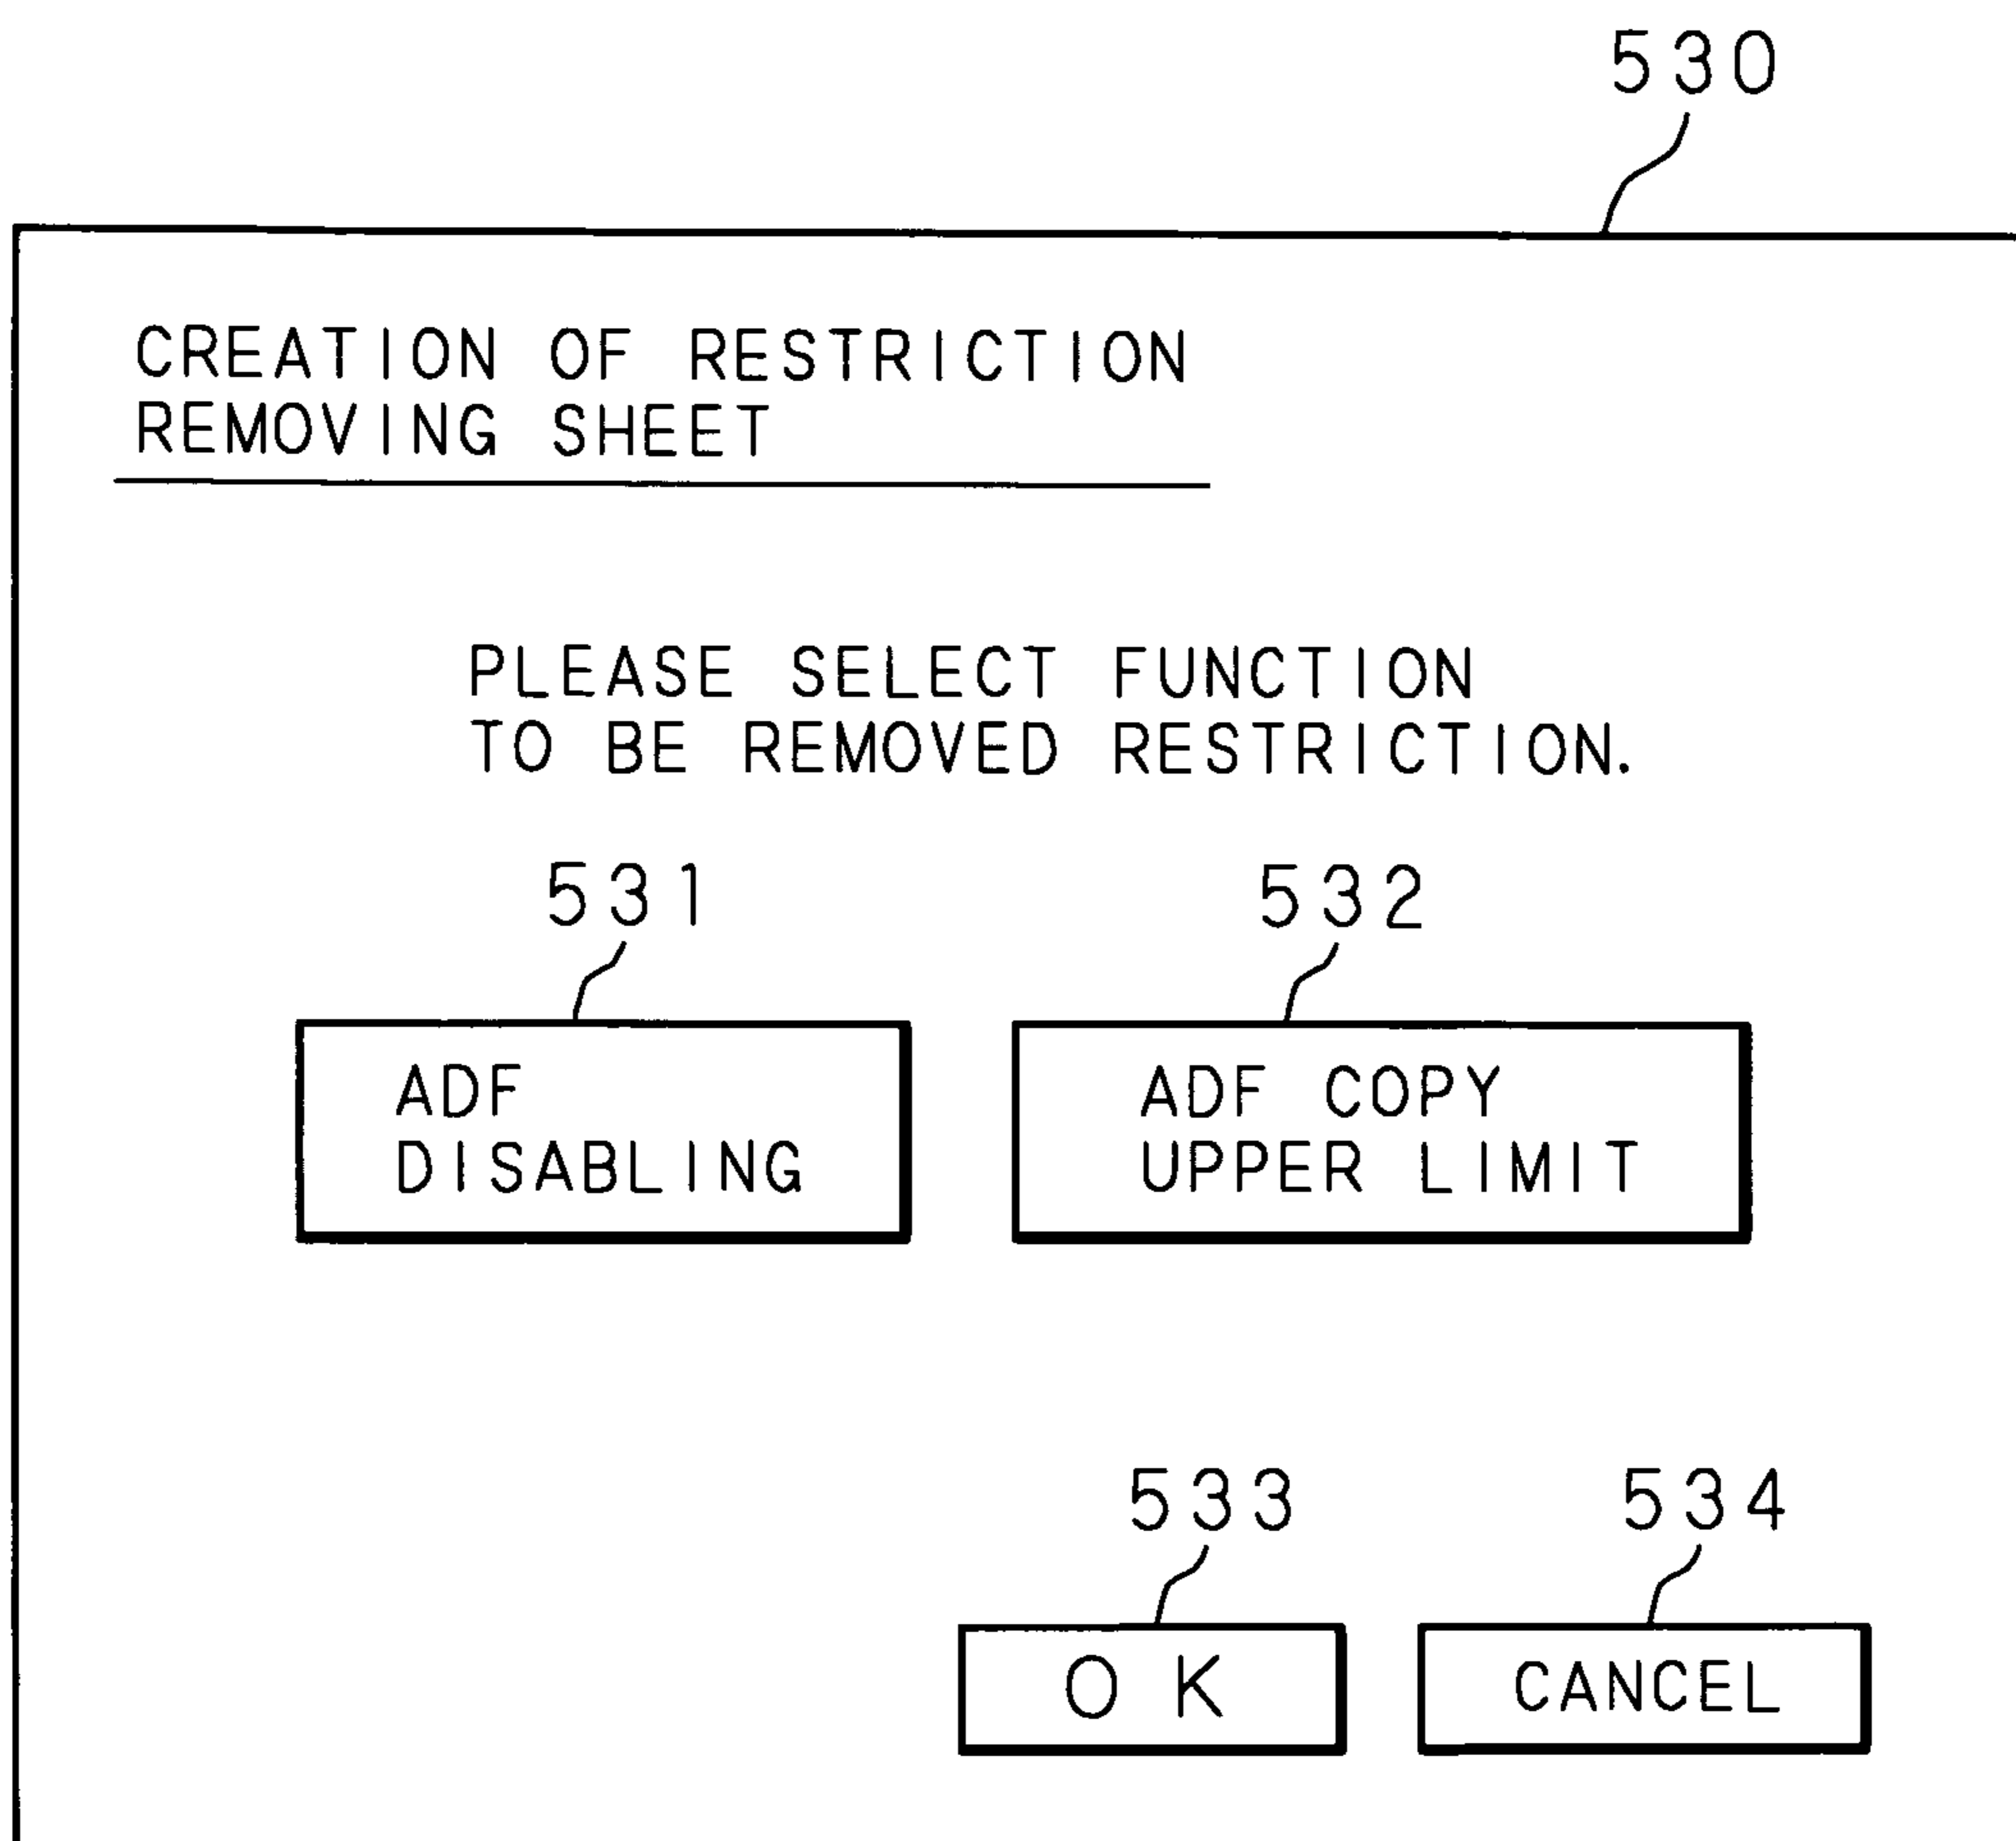 530
CREATION OF RESTRICTION
REMOVING SHEET
PLEASE SELECT FUNCTION
TO BE REMOVED RESTRICTION.
531
532
ADF
DISABLING
ADF COPY
UPPER LIMIT
533
534
OK
CANCEL